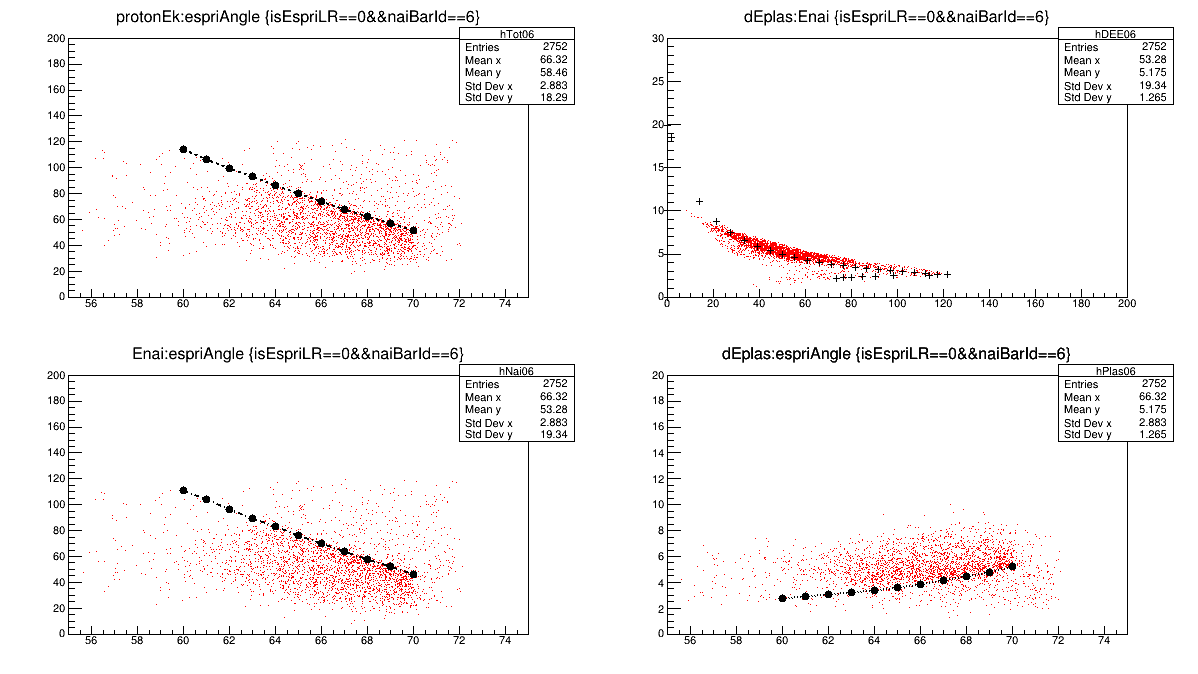 protonEk:espriAngle {isEspriLR==0&&naiBarId==6}
hTot06
Entries 2752
Mean x 66.32
Mean y 58.46
Std Dev x 2.883
Std Dev y 18.29
200
180
160
140
120
100
80
60
40
20
0
56 58 60 62 64 66 68 70 72 74
dEplas:Enai {isEspriLR==0&&naiBarId==6}
hDEE06
Entries 2752
Mean x 53.28
Mean y 5.175
Std Dev x 19.34
Std Dev y 1.265
30
25
20
15
10
5
0
0 20 40 60 80 100 120 140 160 180 200
Enai:espriAngle {isEspriLR==0&&naiBarId==6}
hNai06
Entries 2752
Mean x 66.32
Mean y 53.28
Std Dev x 2.883
Std Dev y 19.34
200
180
160
140
120
100
80
60
40
20
0
56 58 60 62 64 66 68 70 72 74
dEplas:espriAngle {isEspriLR==0&&naiBarId==6}
hPlas06
Entries 2752
Mean x 66.32
Mean y 5.175
Std Dev x 2.883
Std Dev y 1.265
20
18
16
14
12
10
8
6
4
2
0
56 58 60 62 64 66 68 70 72 74